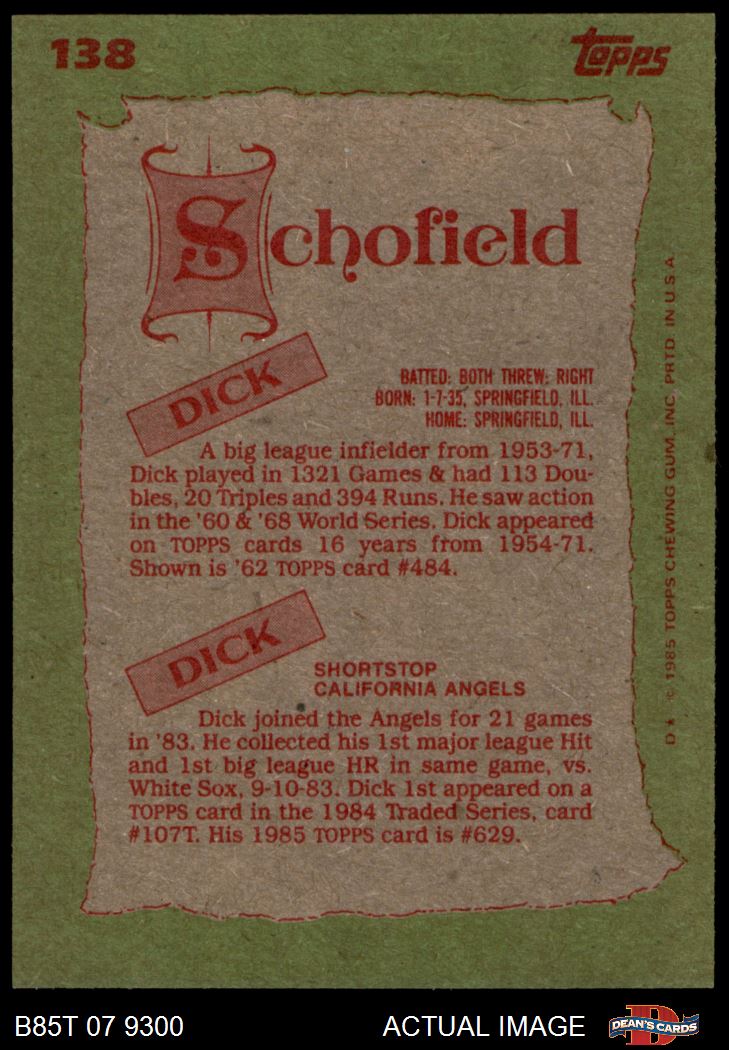 138
topps
Schofield
DICK
BATTED: BOTH THREW: RIGHT
BORN: 1-7-35, SPRINGFIELD, ILL.
HOME: SPRINGFIELD, ILL.
A big league infielder from 1953-71,
Dick played in 1321 Games & had 113 Dou-
bles, 20 Triples and 394 Runs. He saw action
in the '60 & '68 World Series. Dick appeared
on TOPPS cards 16 years from 1954-71.
Shown is '62 TOPPS card #484.
DICK
SHORTSTOP
CALIFORNIA ANGELS
Dick joined the Angels for 21 games
in '83. He collected his 1st major league Hit
and 1st big league HR in same game, vs.
White Sox, 9-10-83. Dick 1st appeared on a
TOPPS card in the 1984 Traded Series, card
#107T. His 1985 TOPPS card is #629.
D★ © 1985 TOPPS CHEWING GUM, INC. PRTD. IN U.S.A.
B85T 07 9300
ACTUAL IMAGE
D
DEAN'S CARDS